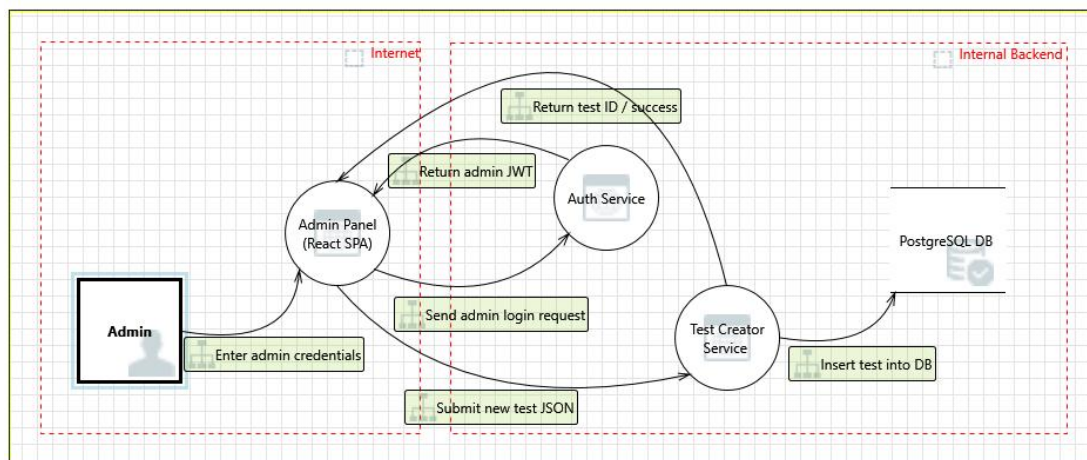 Internet
Internal Backend
Return test ID / success
Return admin JWT
Auth Service
Admin Panel
(React SPA)
PostgreSQL DB
Send admin login request
Admin
Enter admin credentials
Test Creator
Service
Insert test into DB
Submit new test JSON